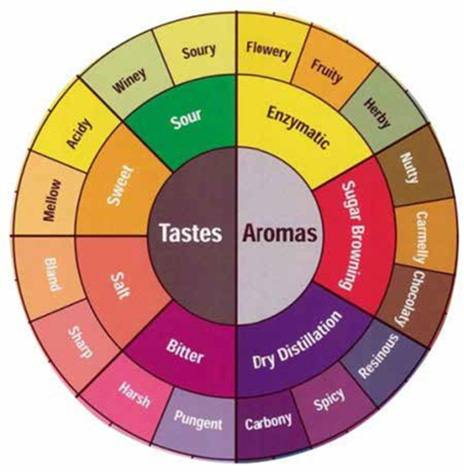 Tastes
Aromas
Sour
Sweet
Salt
Bitter
Enzymatic
Sugar Browning
Dry Distillation
Soury
Winey
Acidy
Mellow
Bland
Sharp
Harsh
Pungent
Flowery
Fruity
Herby
Nutty
Carmelly
Chocolaty
Resinous
Spicy
Carbony